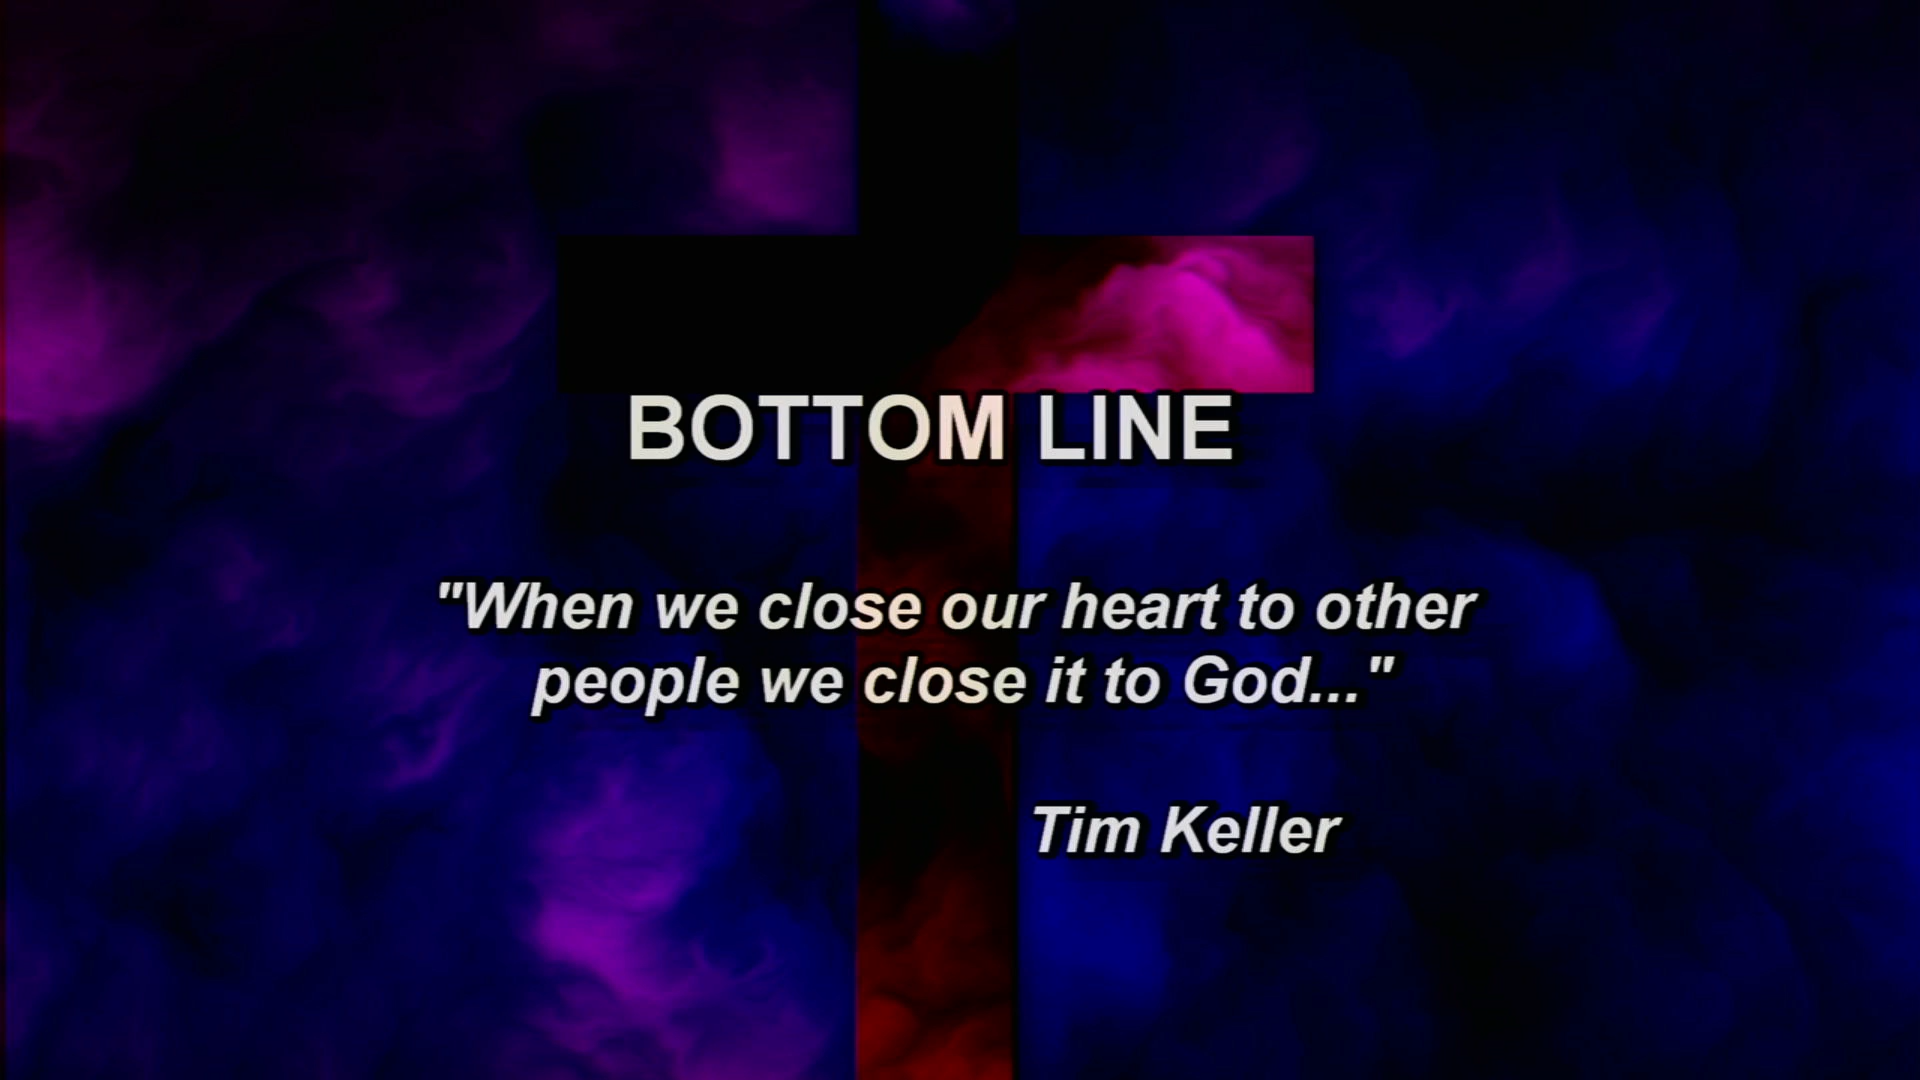 BOTTOM LINE
"When we close our heart to other
people we close it to God..."
Tim Keller